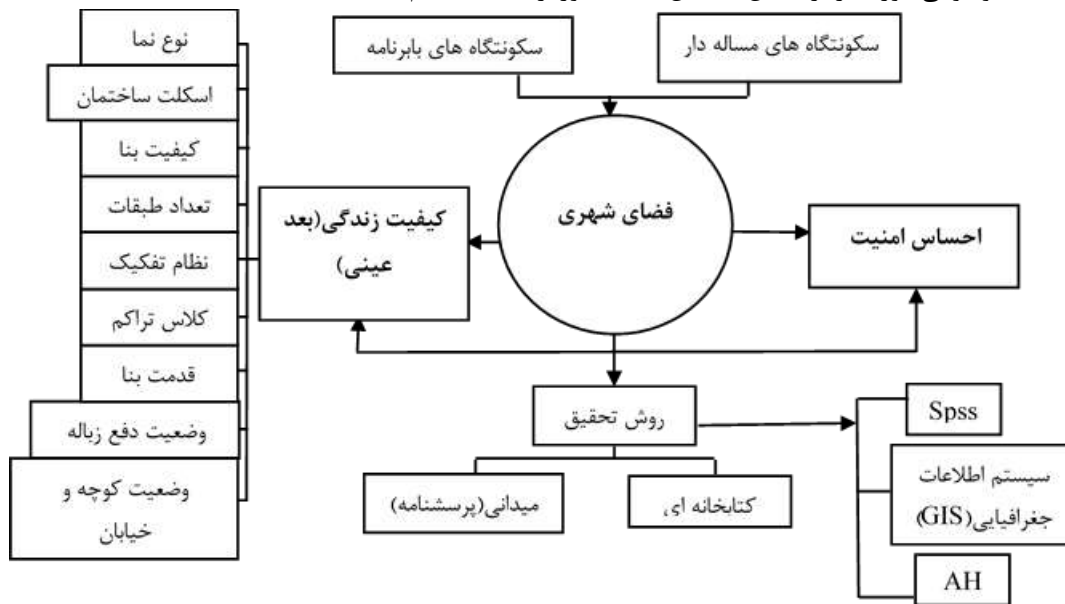 سکونتگاه های مساله دار
سکونتگاه های بابرنامه
فضای شهری
احساس امنیت
کیفیت زندگی(بعد
عینی)
نوع نما
اسکلت ساختمان
کیفیت بنا
تعداد طبقات
نظام تفکیک
کلاس تراکم
قدمت بنا
وضعیت دفع زباله
وضعیت کوچه و
خیابان
روش تحقیق
کتابخانه ای
میدانی(پرسشنامه)
Spss
سیستم اطلاعات
جغرافیایی(GIS)
AH